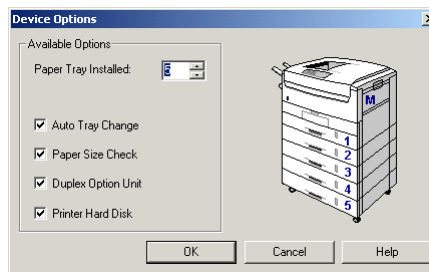 Device Options
Available Options
Paper Tray Installed: 5
Auto Tray Change
Paper Size Check
Duplex Option Unit
Printer Hard Disk
M
1
2
3
4
5
OK Cancel Help